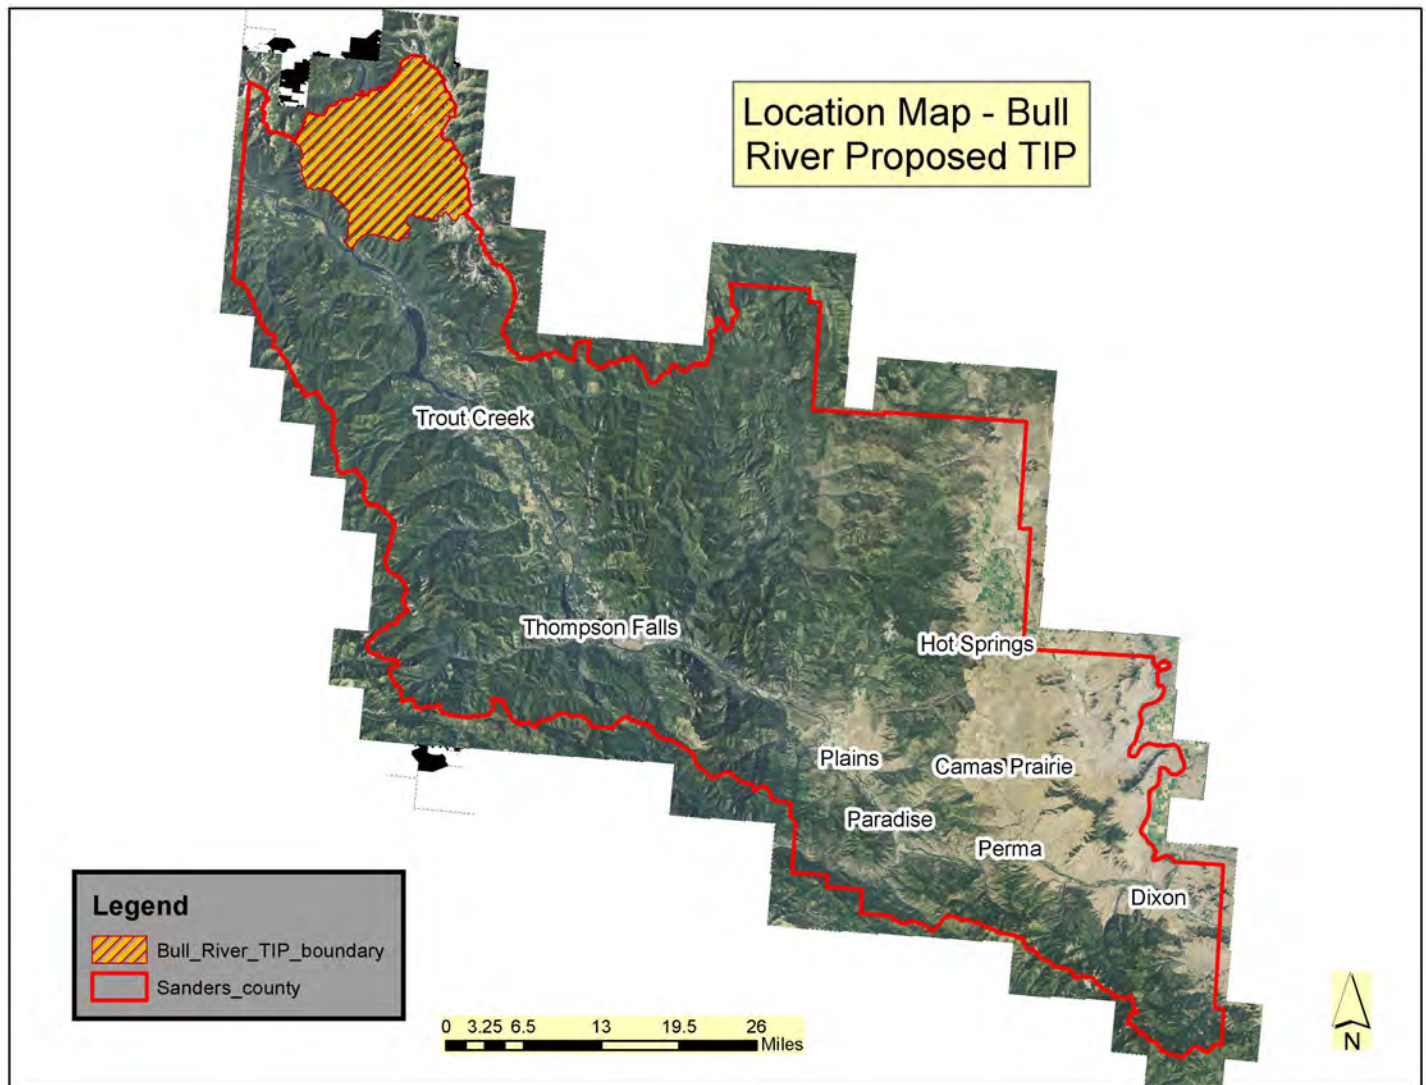 Location Map - Bull
River Proposed TIP
Trout Creek
Thompson Falls
Hot Springs
Plains
Camas Prairie
Paradise
Perma
Dixon
Legend
Bull_River_TIP_boundary
Sanders_county
0 3.25 6.5 13 19.5 26
Miles
N